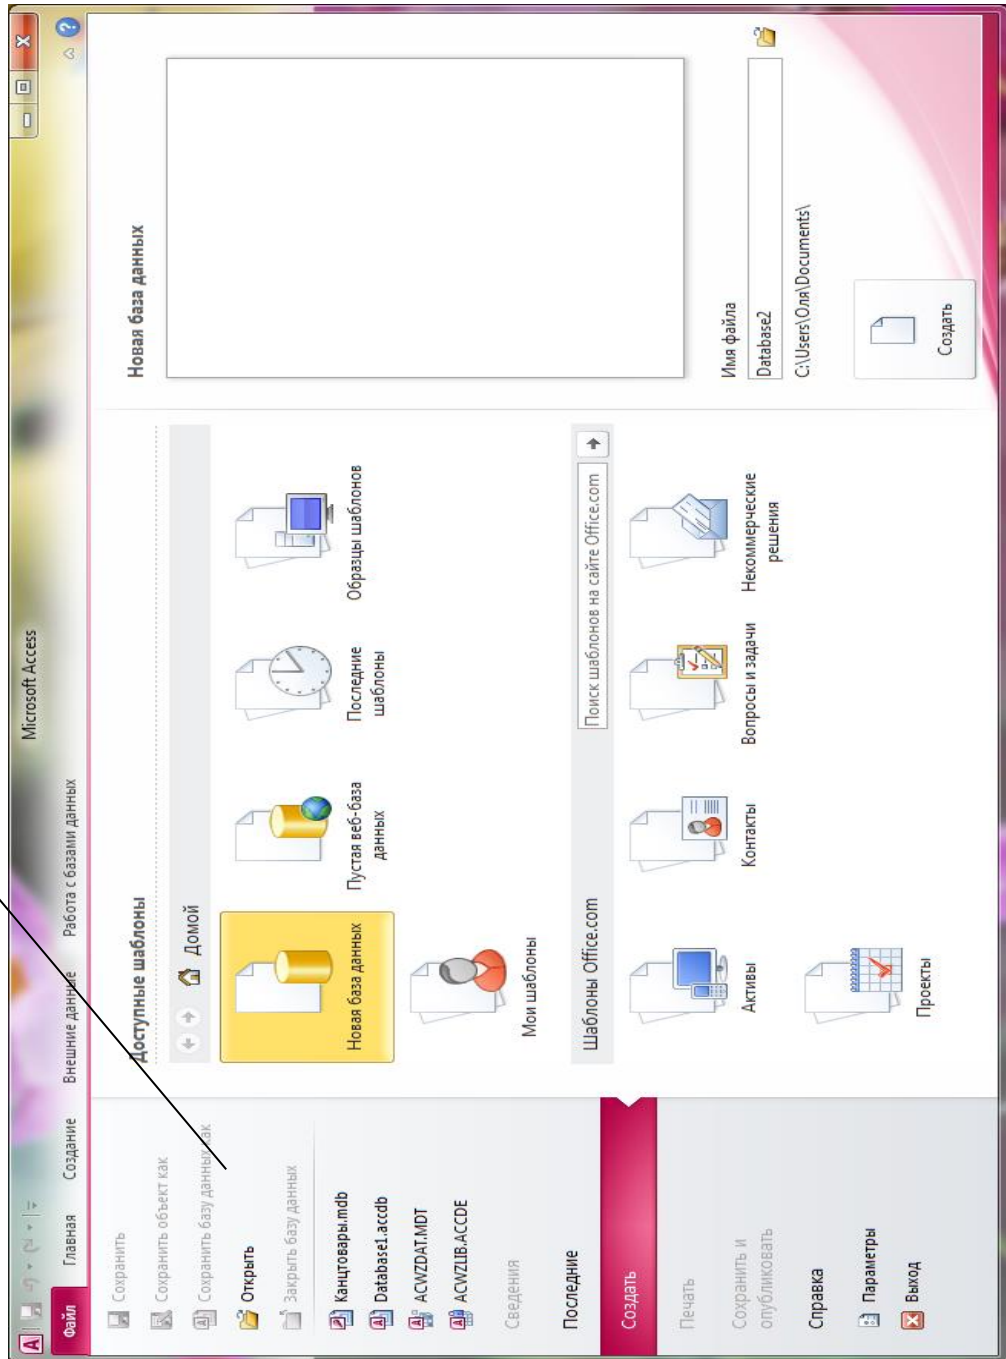 Microsoft Access
Файл
Главная
Создание
Внешние данные
Работа с базами данных
Сохранить
Сохранить объект как
Сохранить базу данных как
Открыть
Закрыть базу данных
Канцтовары.mdb
Database1.accdb
ACWZDAT.MDT
ACWZLIB.ACCDE
Сведения
Последние
Создать
Печать
Сохранить и
опубликовать
Справка
Параметры
Выход
Доступные шаблоны
Домой
Новая база данных
Пустая веб-база
данных
Последние
шаблоны
Образцы шаблонов
Мои шаблоны
Шаблоны Office.com
Поиск шаблонов на сайте Office.com
Активы
Контакты
Вопросы и задачи
Некоммерческие
решения
Проекты
Новая база данных
Имя файла
Database2
C:\Users\Оля\Documents\
Создать